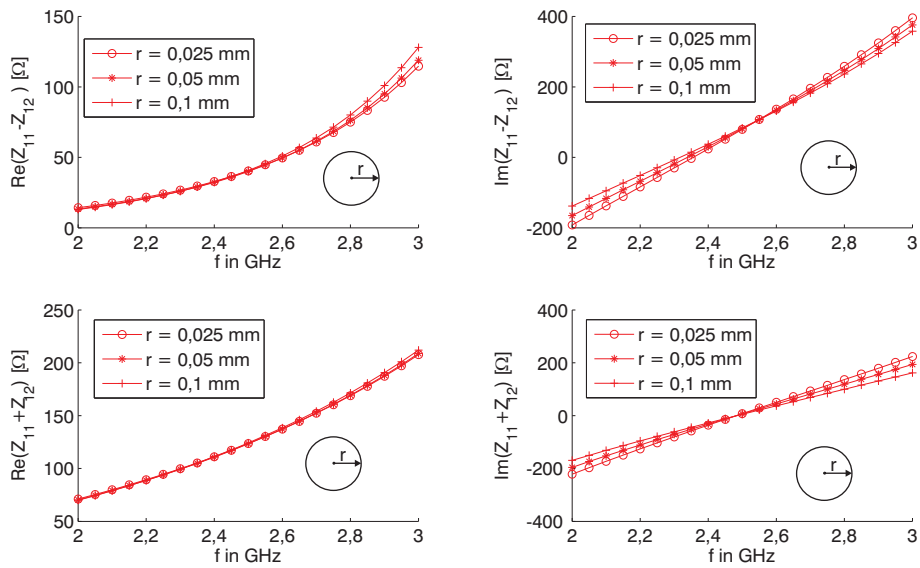 Re(Z11-Z12) [Ω]
150
100
50
0
r = 0,025 mm
r = 0,05 mm
r = 0,1 mm
r
2 2,2 2,4 2,6 2,8 3
f in GHz
Im(Z11-Z12) [Ω]
400
200
0
-200
r = 0,025 mm
r = 0,05 mm
r = 0,1 mm
r
2 2,2 2,4 2,6 2,8 3
f in GHz
Re(Z11+Z12) [Ω]
250
200
150
100
50
r = 0,025 mm
r = 0,05 mm
r = 0,1 mm
r
2 2,2 2,4 2,6 2,8 3
f in GHz
Im(Z11+Z12) [Ω]
400
200
0
-200
-400
r = 0,025 mm
r = 0,05 mm
r = 0,1 mm
r
2 2,2 2,4 2,6 2,8 3
f in GHz